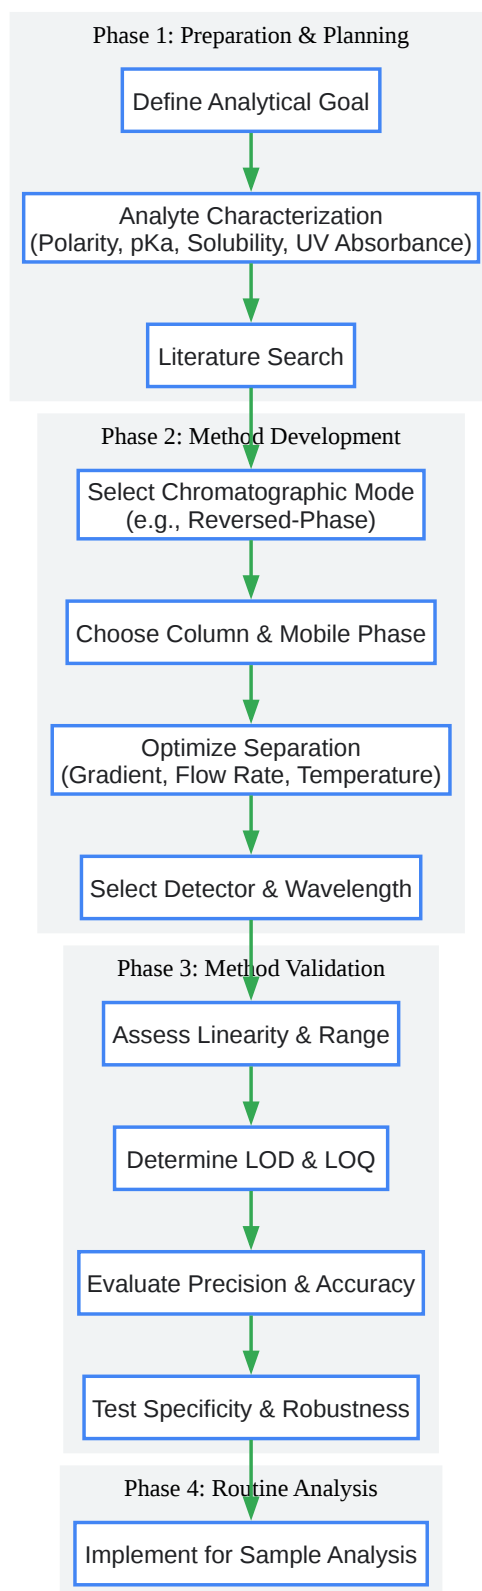 Phase 1: Preparation & Planning
Define Analytical Goal
Analyte Characterization
(Polarity, pKa, Solubility, UV Absorbance)
Literature Search
Phase 2: Method Development
Select Chromatographic Mode
(e.g., Reversed-Phase)
Choose Column & Mobile Phase
Optimize Separation
(Gradient, Flow Rate, Temperature)
Select Detector & Wavelength
Phase 3: Method Validation
Assess Linearity & Range
Determine LOD & LOQ
Evaluate Precision & Accuracy
Test Specificity & Robustness
Phase 4: Routine Analysis
Implement for Sample Analysis